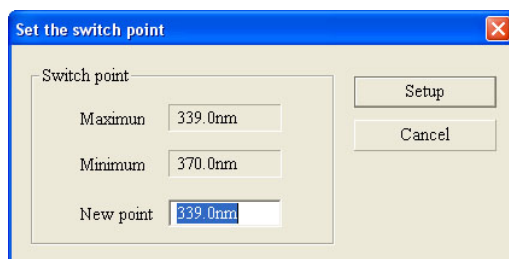 Set the switch point
Switch point
Maximun 339.0nm
Minimum 370.0nm
New point 339.0nm
Setup
Cancel